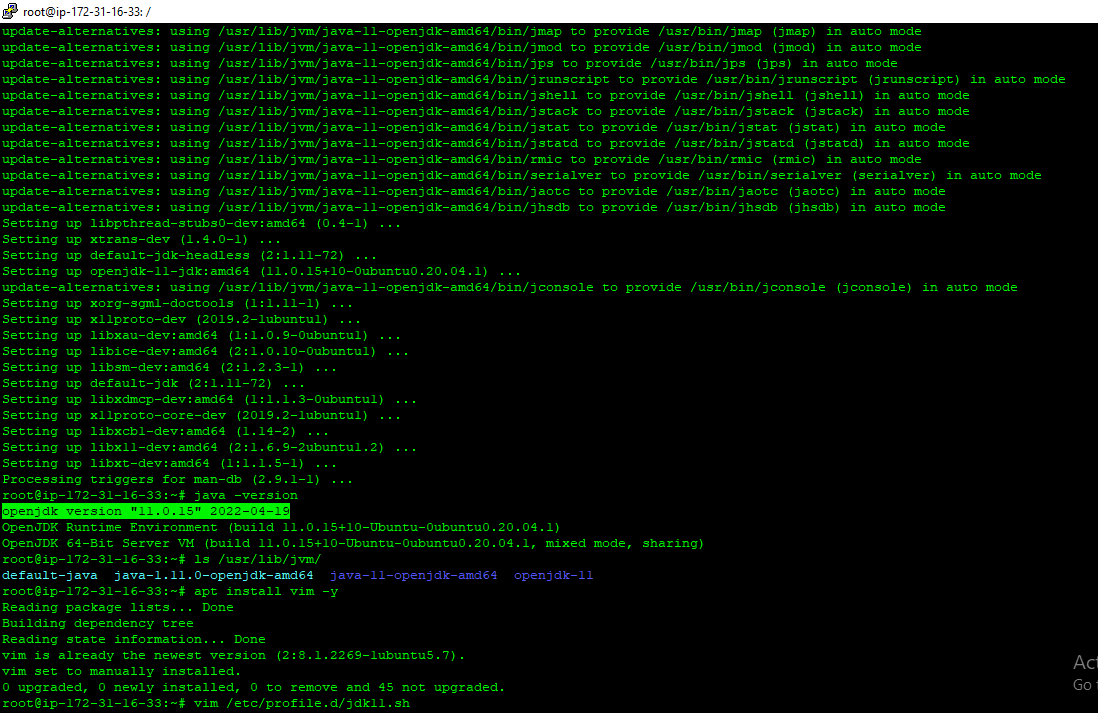 root@ip-172-31-16-33: /
update-alternatives: using /usr/lib/jvm/java-11-openjdk-amd64/bin/jmap to provide /usr/bin/jmap (jmap) in auto mode
update-alternatives: using /usr/lib/jvm/java-11-openjdk-amd64/bin/jmod to provide /usr/bin/jmod (jmod) in auto mode
update-alternatives: using /usr/lib/jvm/java-11-openjdk-amd64/bin/jps to provide /usr/bin/jps (jps) in auto mode
update-alternatives: using /usr/lib/jvm/java-11-openjdk-amd64/bin/jrunscript to provide /usr/bin/jrunscript (jrunscript) in auto mode
update-alternatives: using /usr/lib/jvm/java-11-openjdk-amd64/bin/jshell to provide /usr/bin/jshell (jshell) in auto mode
update-alternatives: using /usr/lib/jvm/java-11-openjdk-amd64/bin/jstack to provide /usr/bin/jstack (jstack) in auto mode
update-alternatives: using /usr/lib/jvm/java-11-openjdk-amd64/bin/jstat to provide /usr/bin/jstat (jstat) in auto mode
update-alternatives: using /usr/lib/jvm/java-11-openjdk-amd64/bin/jstatd to provide /usr/bin/jstatd (jstatd) in auto mode
update-alternatives: using /usr/lib/jvm/java-11-openjdk-amd64/bin/rmic to provide /usr/bin/rmic (rmic) in auto mode
update-alternatives: using /usr/lib/jvm/java-11-openjdk-amd64/bin/serialver to provide /usr/bin/serialver (serialver) in auto mode
update-alternatives: using /usr/lib/jvm/java-11-openjdk-amd64/bin/jaotc to provide /usr/bin/jaotc (jaotc) in auto mode
update-alternatives: using /usr/lib/jvm/java-11-openjdk-amd64/bin/jhsdb to provide /usr/bin/jhsdb (jhsdb) in auto mode
Setting up libpthread-stubs0-dev:amd64 (0.4-1) ...
Setting up xtrans-dev (1.4.0-1) ...
Setting up default-jdk-headless (2:1.11-72) ...
Setting up openjdk-11-jdk:amd64 (11.0.15+10-0ubuntu0.20.04.1) ...
update-alternatives: using /usr/lib/jvm/java-11-openjdk-amd64/bin/jconsole to provide /usr/bin/jconsole (jconsole) in auto mode
Setting up xorg-sgml-doctools (1:1.11-1) ...
Setting up x11proto-dev (2019.2-1ubuntu1) ...
Setting up libxau-dev:amd64 (1:1.0.9-0ubuntu1) ...
Setting up libice-dev:amd64 (2:1.0.10-0ubuntu1) ...
Setting up libsm-dev:amd64 (2:1.2.3-1) ...
Setting up default-jdk (2:1.11-72) ...
Setting up libxdmcp-dev:amd64 (1:1.1.3-0ubuntu1) ...
Setting up x11proto-core-dev (2019.2-1ubuntu1) ...
Setting up libxcb1-dev:amd64 (1.14-2) ...
Setting up libx11-dev:amd64 (2:1.6.9-2ubuntu1.2) ...
Setting up libxt-dev:amd64 (1:1.1.5-1) ...
Processing triggers for man-db (2.9.1-1) ...
root@ip-172-31-16-33:~# java -version
openjdk version "11.0.15" 2022-04-19
OpenJDK Runtime Environment (build 11.0.15+10-Ubuntu-0ubuntu0.20.04.1)
OpenJDK 64-Bit Server VM (build 11.0.15+10-Ubuntu-0ubuntu0.20.04.1, mixed mode, sharing)
root@ip-172-31-16-33:~# ls /usr/lib/jvm/
default-java  java-1.11.0-openjdk-amd64  java-11-openjdk-amd64  openjdk-11
root@ip-172-31-16-33:~# apt install vim -y
Reading package lists... Done
Building dependency tree
Reading state information... Done
vim is already the newest version (2:8.1.2269-1ubuntu5.7).
vim set to manually installed.
0 upgraded, 0 newly installed, 0 to remove and 45 not upgraded.
root@ip-172-31-16-33:~# vim /etc/profile.d/jdk11.sh
Act
Go t